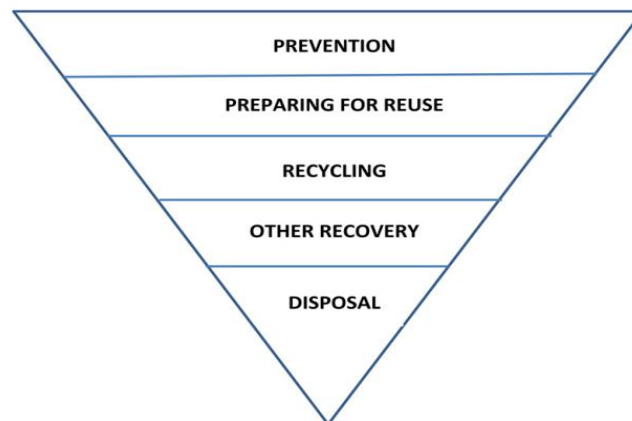 PREVENTION
PREPARING FOR REUSE
RECYCLING
OTHER RECOVERY
DISPOSAL